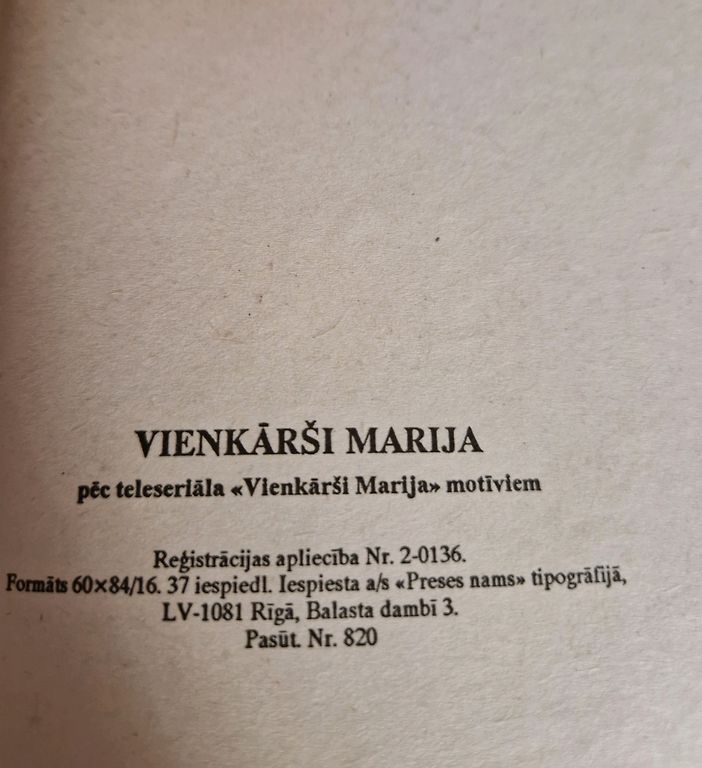 VIENKĀRŠI MARIJA
pēc teleseriāla «Vienkārši Marija» motīviem
Reģistrācijas apliecība Nr. 2-0136.
Formāts 60×84/16. 37 iespiedl. Iespiesta a/s «Preses nams» tipogrāfijā,
LV-1081 Rīgā, Balasta dambī 3.
Pasūt. Nr. 820